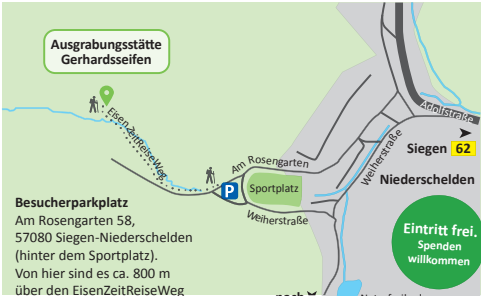 Ausgrabungsstätte
Gerhardsseifen
EisenZeitReiseWeg
Adolfstraße
Siegen 62
Weiherstraße
Niederschelden
Am Rosengarten
P
Sportplatz
Weiherstraße
Besucherparkplatz
Am Rosengarten 58,
57080 Siegen-Niederschelden
(hinter dem Sportplatz).
Von hier sind es ca. 800 m
über den EisenZeitReiseWeg
Eintritt frei.
Spenden
willkommen
nach